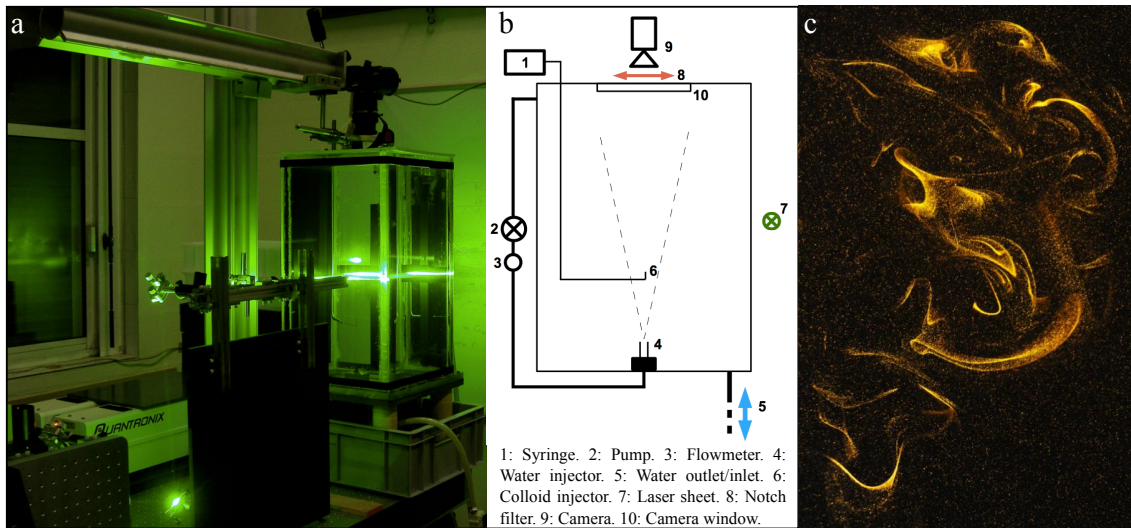 a
QUANTRONIX
b
9
1
8
10
7
2
3
6
4
5
1: Syringe. 2: Pump. 3: Flowmeter. 4:
Water injector. 5: Water outlet/inlet. 6:
Colloid injector. 7: Laser sheet. 8: Notch
filter. 9: Camera. 10: Camera window.
c